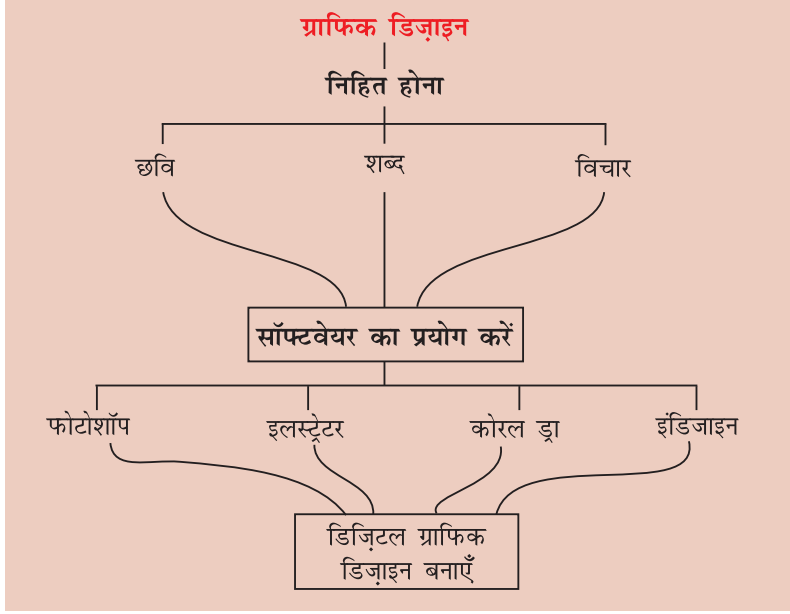 ग्राफिक डिज़ाइन
निहित होना
छवि
शब्द
विचार
सॉफ्टवेयर का प्रयोग करें
फोटोशॉप
इलस्ट्रेटर
कोरल ड्रा
इंडिजाइन
डिजि़टल ग्राफिक
डिज़ाइन बनाएँ